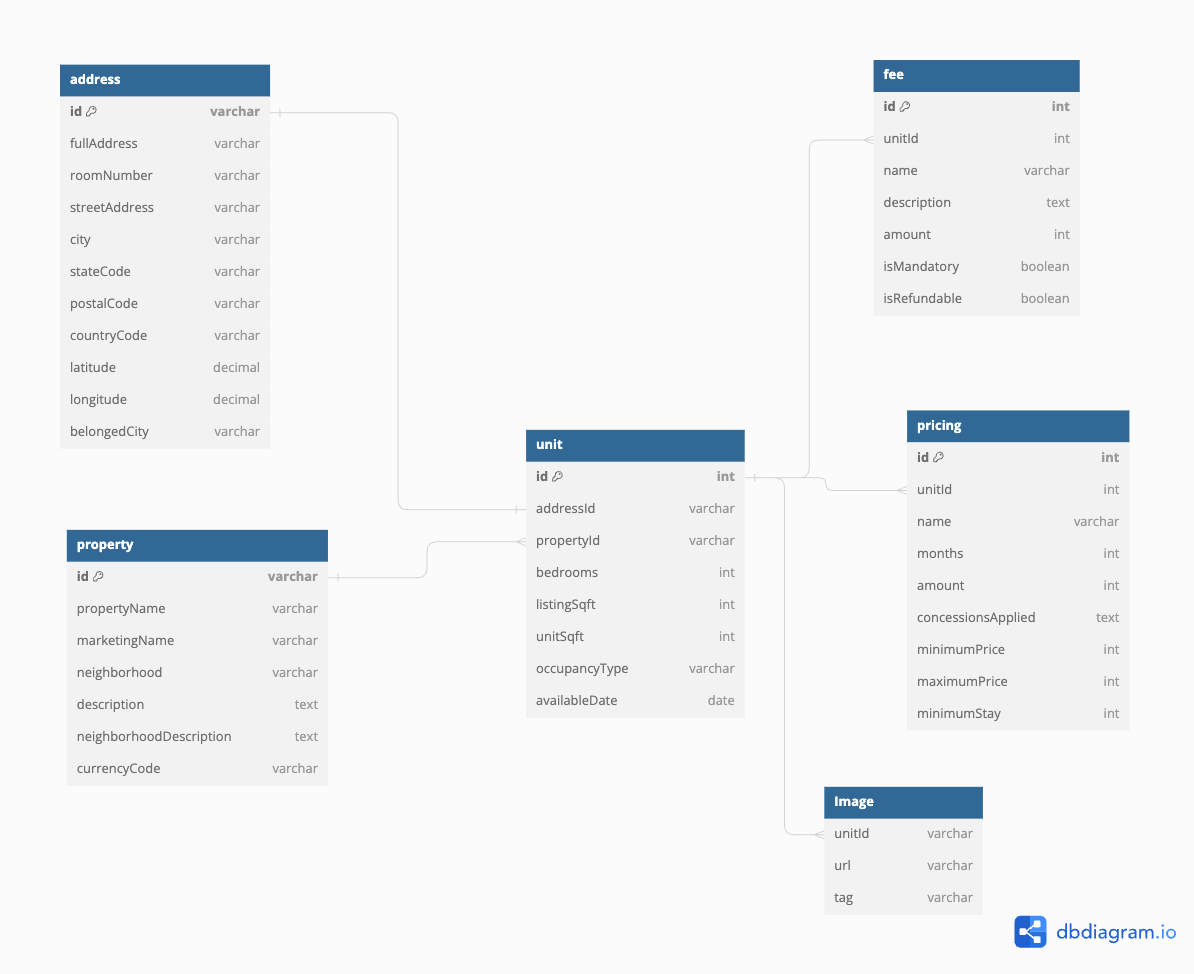 address
id varchar
fullAddress varchar
roomNumber varchar
streetAddress varchar
city varchar
stateCode varchar
postalCode varchar
countryCode varchar
latitude decimal
longitude decimal
belongedCity varchar
property
id varchar
propertyName varchar
marketingName varchar
neighborhood varchar
description text
neighborhoodDescription text
currencyCode varchar
unit
id int
addressId varchar
propertyId varchar
bedrooms int
listingSqft int
unitSqft int
occupancyType varchar
availableDate date
fee
id int
unitId int
name varchar
description text
amount int
isMandatory boolean
isRefundable boolean
pricing
id int
unitId int
name varchar
months int
amount int
concessionsApplied text
minimumPrice int
maximumPrice int
minimumStay int
Image
unitId varchar
url varchar
tag varchar
dbdiagram.io